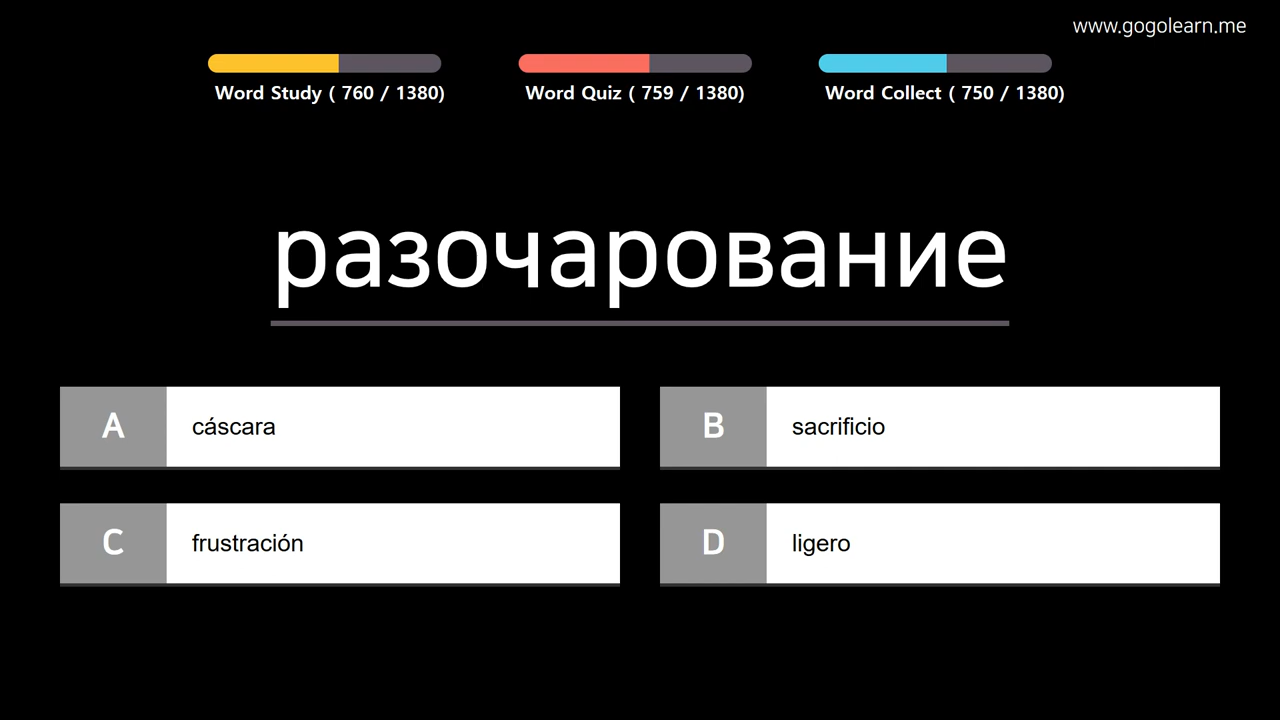 www.gogolearn.me
Word Study ( 760 / 1380)
Word Quiz ( 759 / 1380)
Word Collect ( 750 / 1380)
разочарование
A cáscara
B sacrificio
C frustración
D ligero